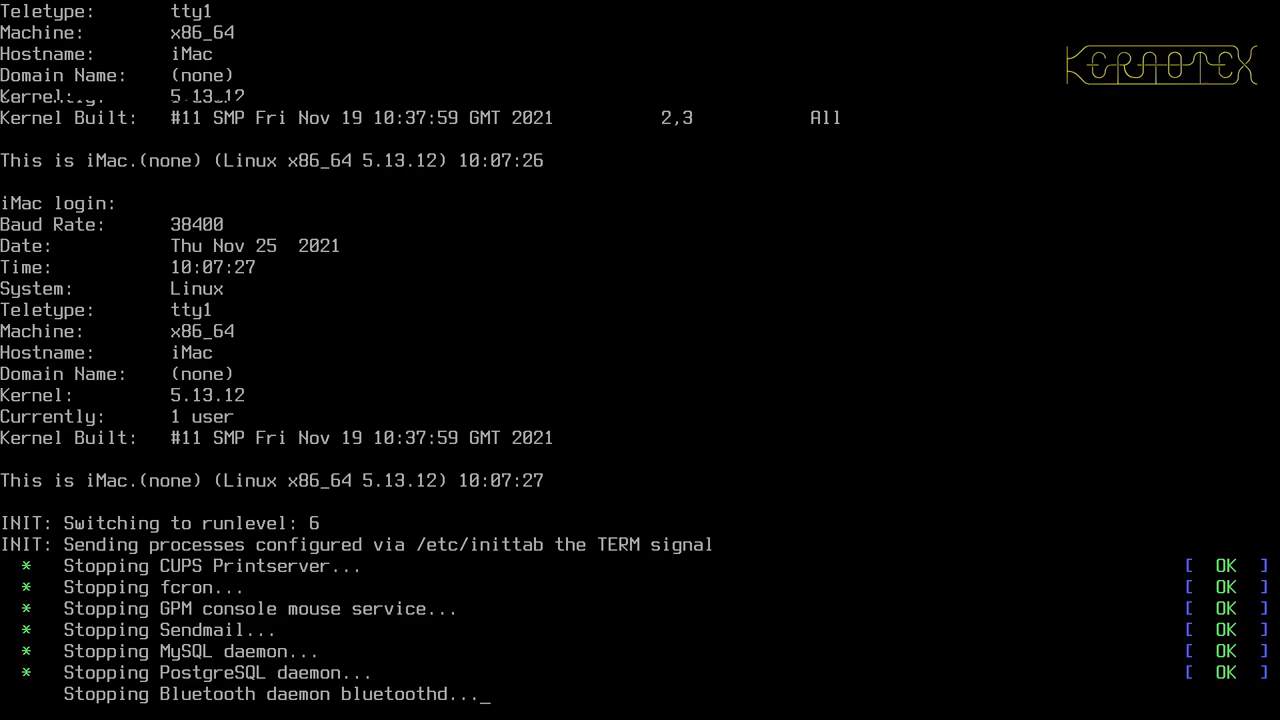 Teletype: tty1
Machine: x86_64
Hostname: iMac
Domain Name: (none)
5.13.12
Kernel Built: #11 SMP Fri Nov 19 10:37:59 GMT 2021 2,3 All
This is iMac.(none) (Linux x86_64 5.13.12) 10:07:26
iMac login:
Baud Rate: 38400
Date: Thu Nov 25  2021
Time: 10:07:27
System: Linux
Teletype: tty1
Machine: x86_64
Hostname: iMac
Domain Name: (none)
Kernel: 5.13.12
Currently: 1 user
Kernel Built: #11 SMP Fri Nov 19 10:37:59 GMT 2021
This is iMac.(none) (Linux x86_64 5.13.12) 10:07:27
INIT: Switching to runlevel: 6
INIT: Sending processes configured via /etc/inittab the TERM signal
* Stopping CUPS Printserver... [ OK ]
* Stopping fcron... [ OK ]
* Stopping GPM console mouse service... [ OK ]
* Stopping Sendmail... [ OK ]
* Stopping MySQL daemon... [ OK ]
* Stopping PostgreSQL daemon... [ OK ]
Stopping Bluetooth daemon bluetoothd..._